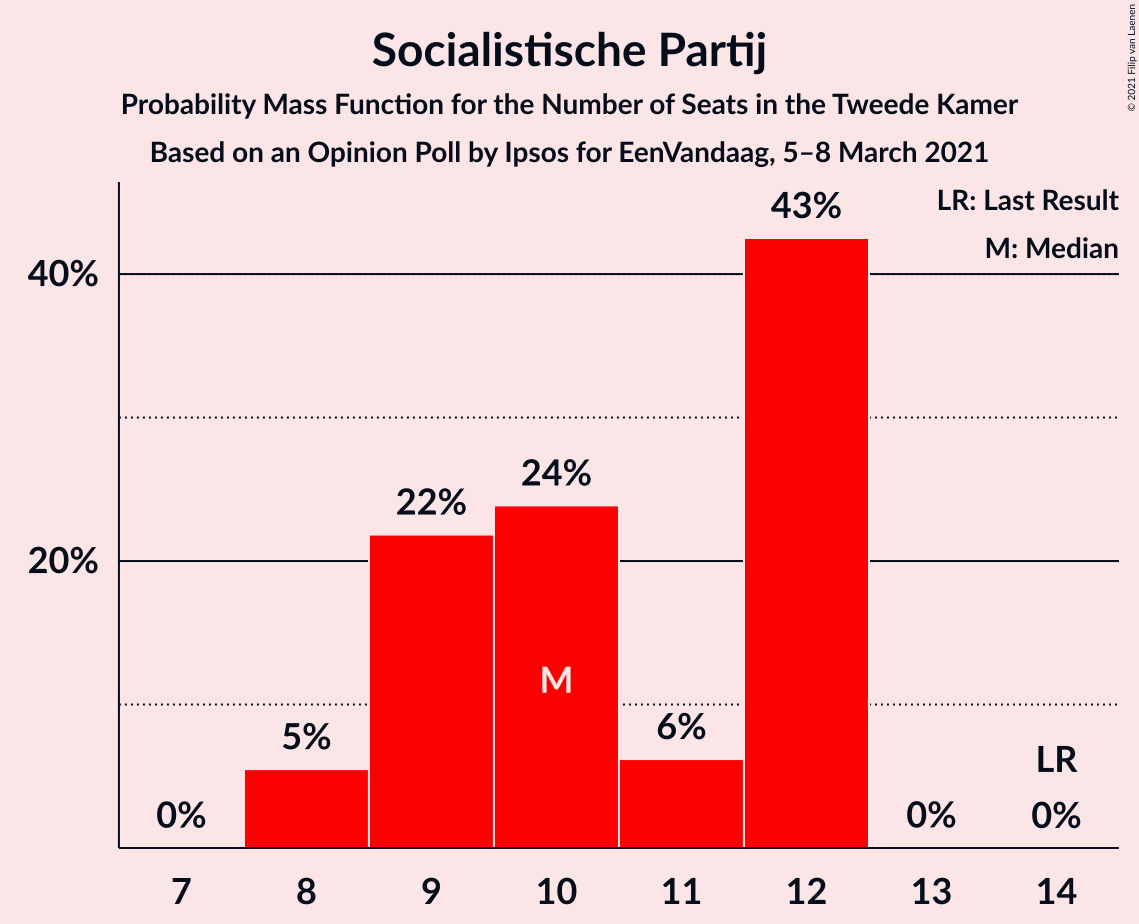 Socialistische Partij
Probability Mass Function for the Number of Seats in the Tweede Kamer
Based on an Opinion Poll by Ipsos for EenVandaag, 5–8 March 2021
© 2021 Filip van Laenen
LR: Last Result
M: Median
43%
40%
24%
22%
20%
M
6%
5%
LR
0%
0%
0%
7 8 9 10 11 12 13 14